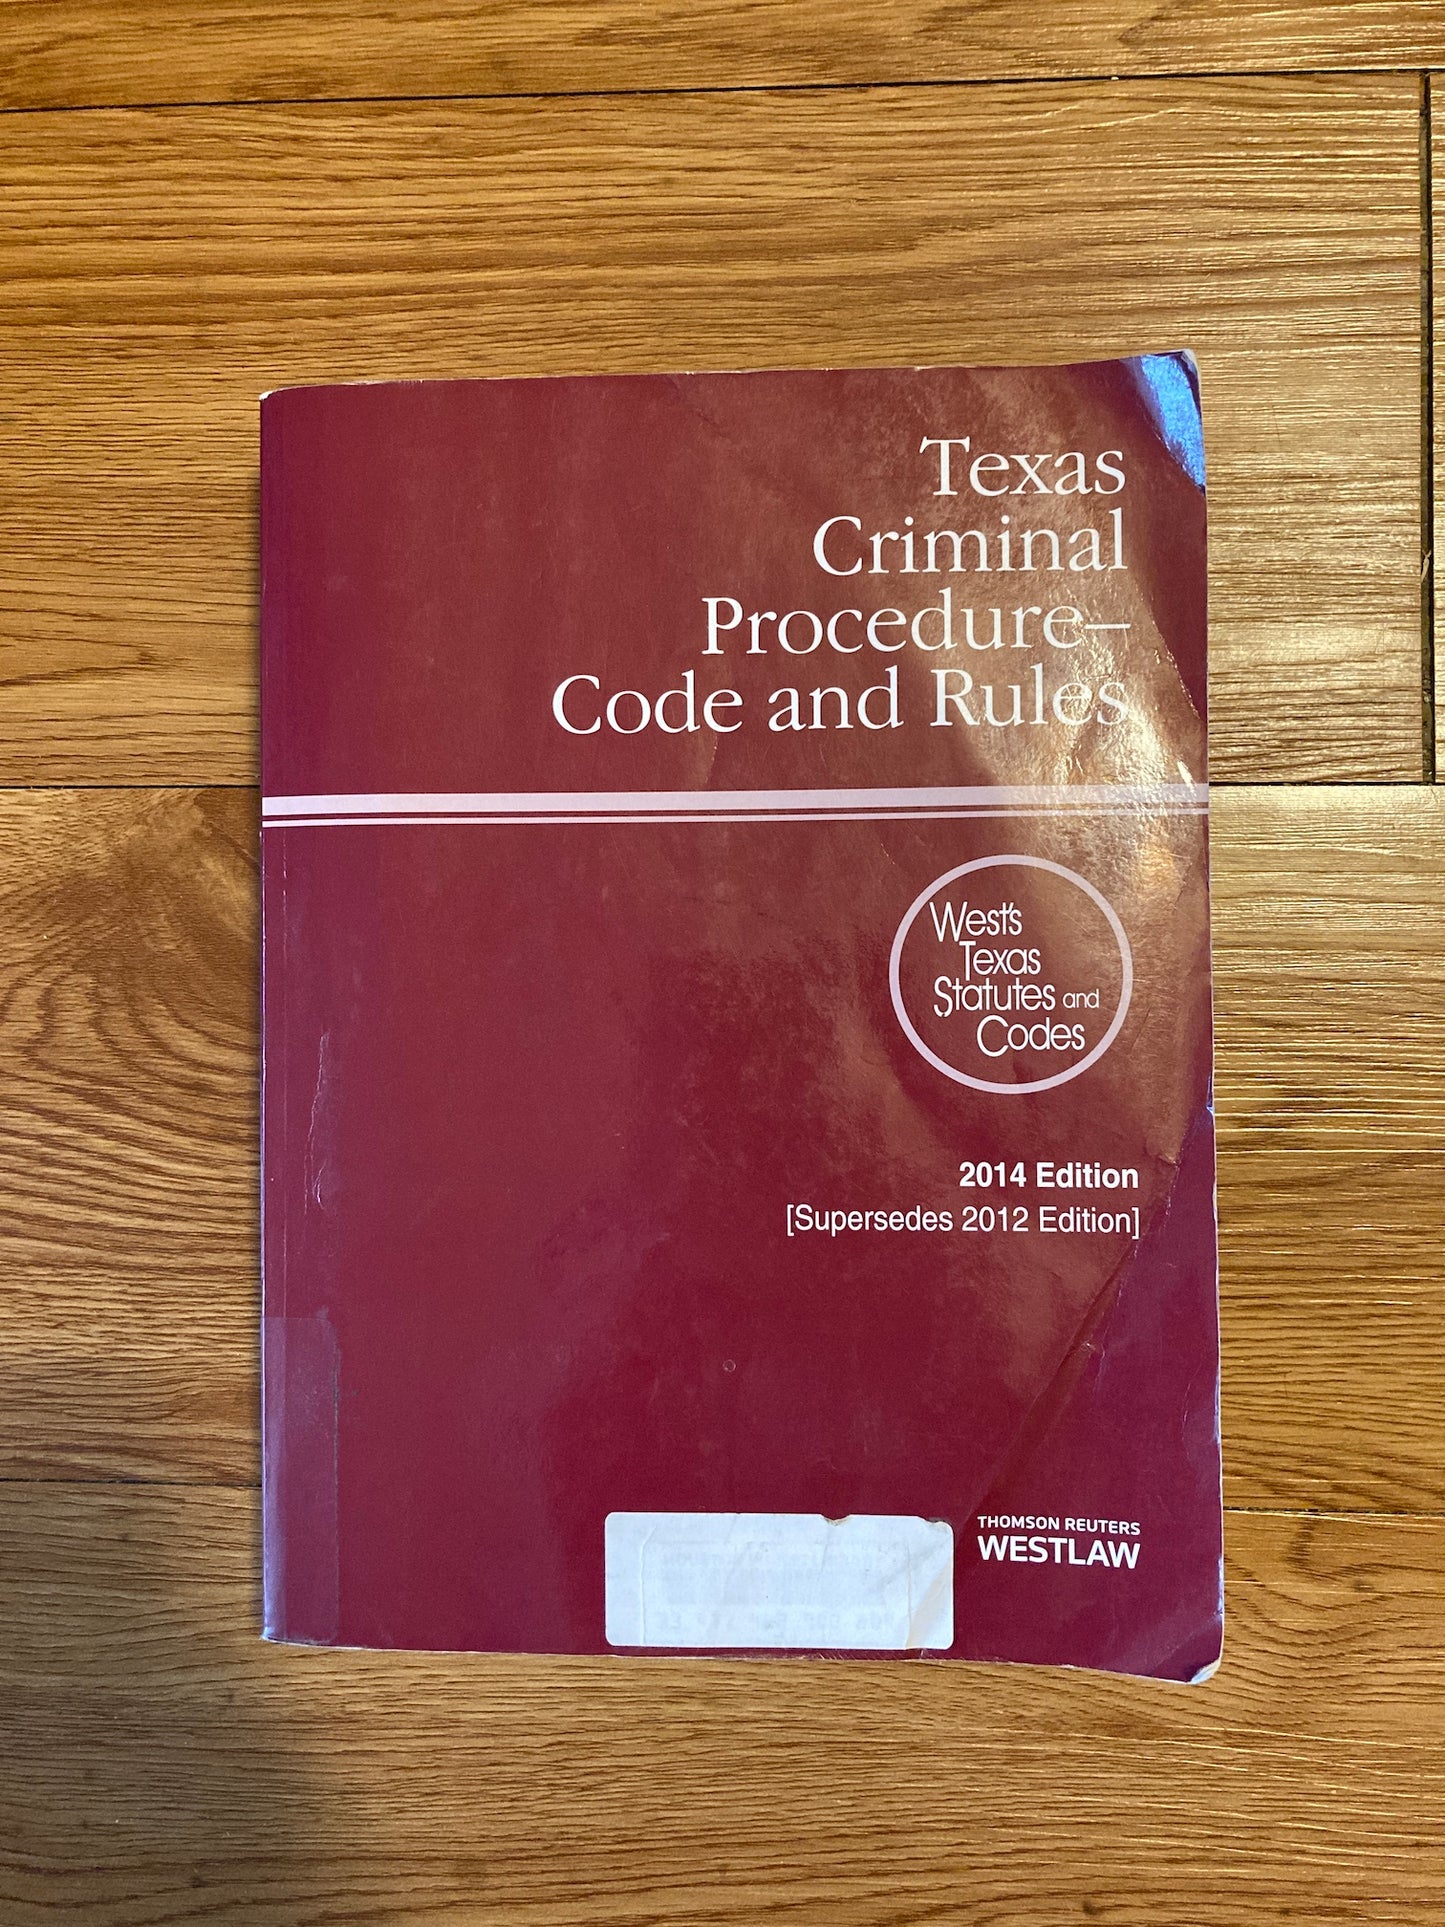 Texas
Criminal
Procedure–
Code and Rules
West's
Texas
Statutes and
Codes
2014 Edition
[Supersedes 2012 Edition]
THOMSON REUTERS
WESTLAW